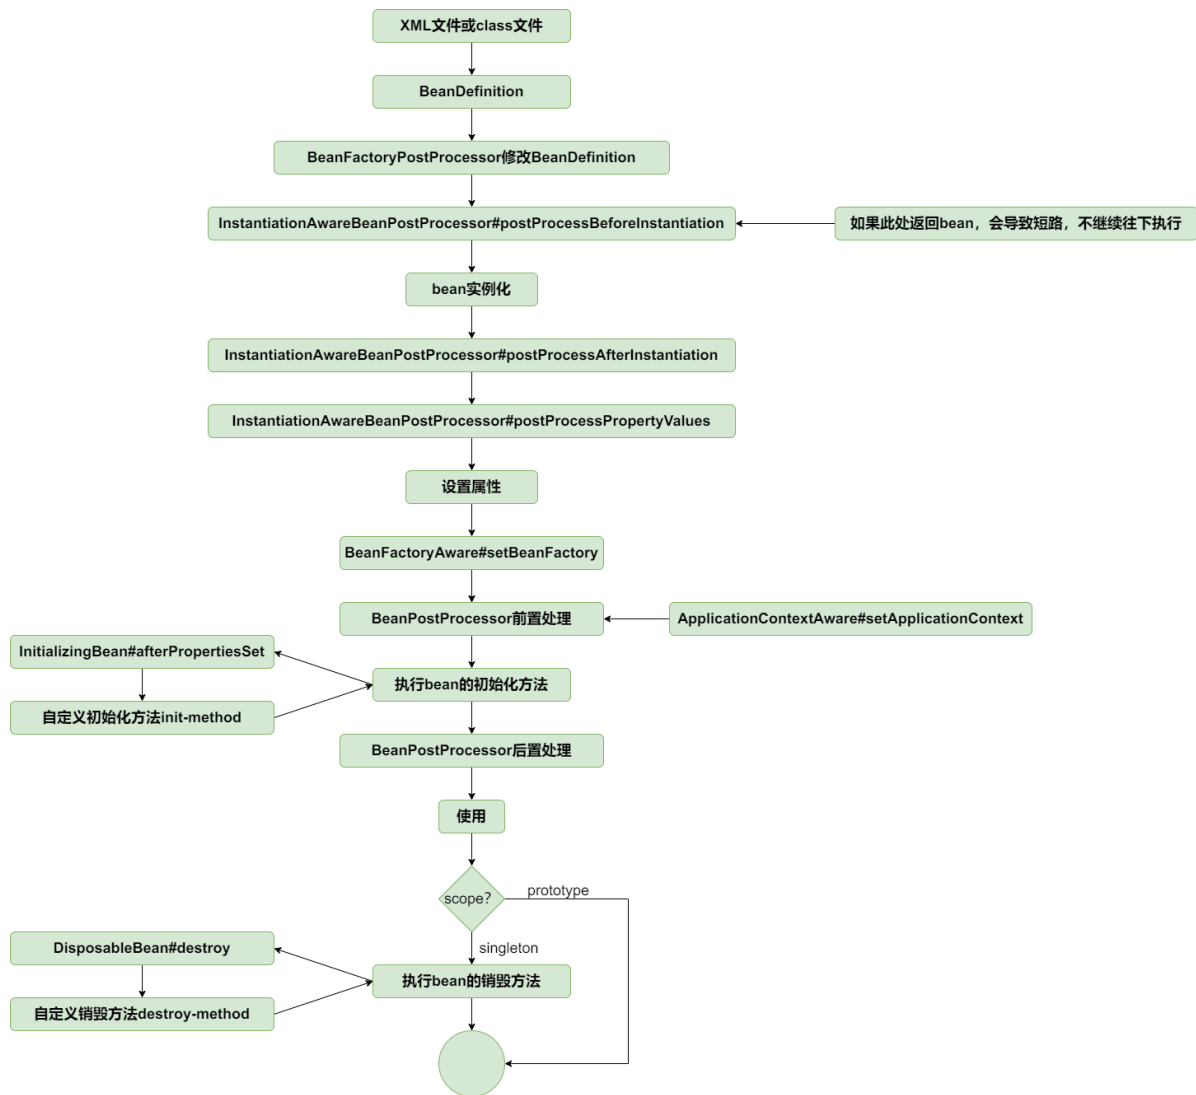 XML文件或class文件
BeanDefinition
BeanFactoryPostProcessor修改BeanDefinition
InstantiationAwareBeanPostProcessor#postProcessBeforeInstantiation
如果此处返回bean，会导致短路，不继续往下执行
bean实例化
InstantiationAwareBeanPostProcessor#postProcessAfterInstantiation
InstantiationAwareBeanPostProcessor#postProcessPropertyValues
设置属性
BeanFactoryAware#setBeanFactory
BeanPostProcessor前置处理
ApplicationContextAware#setApplicationContext
InitializingBean#afterPropertiesSet
执行bean的初始化方法
自定义初始化方法init-method
BeanPostProcessor后置处理
使用
scope?
prototype
singleton
DisposableBean#destroy
执行bean的销毁方法
自定义销毁方法destroy-method